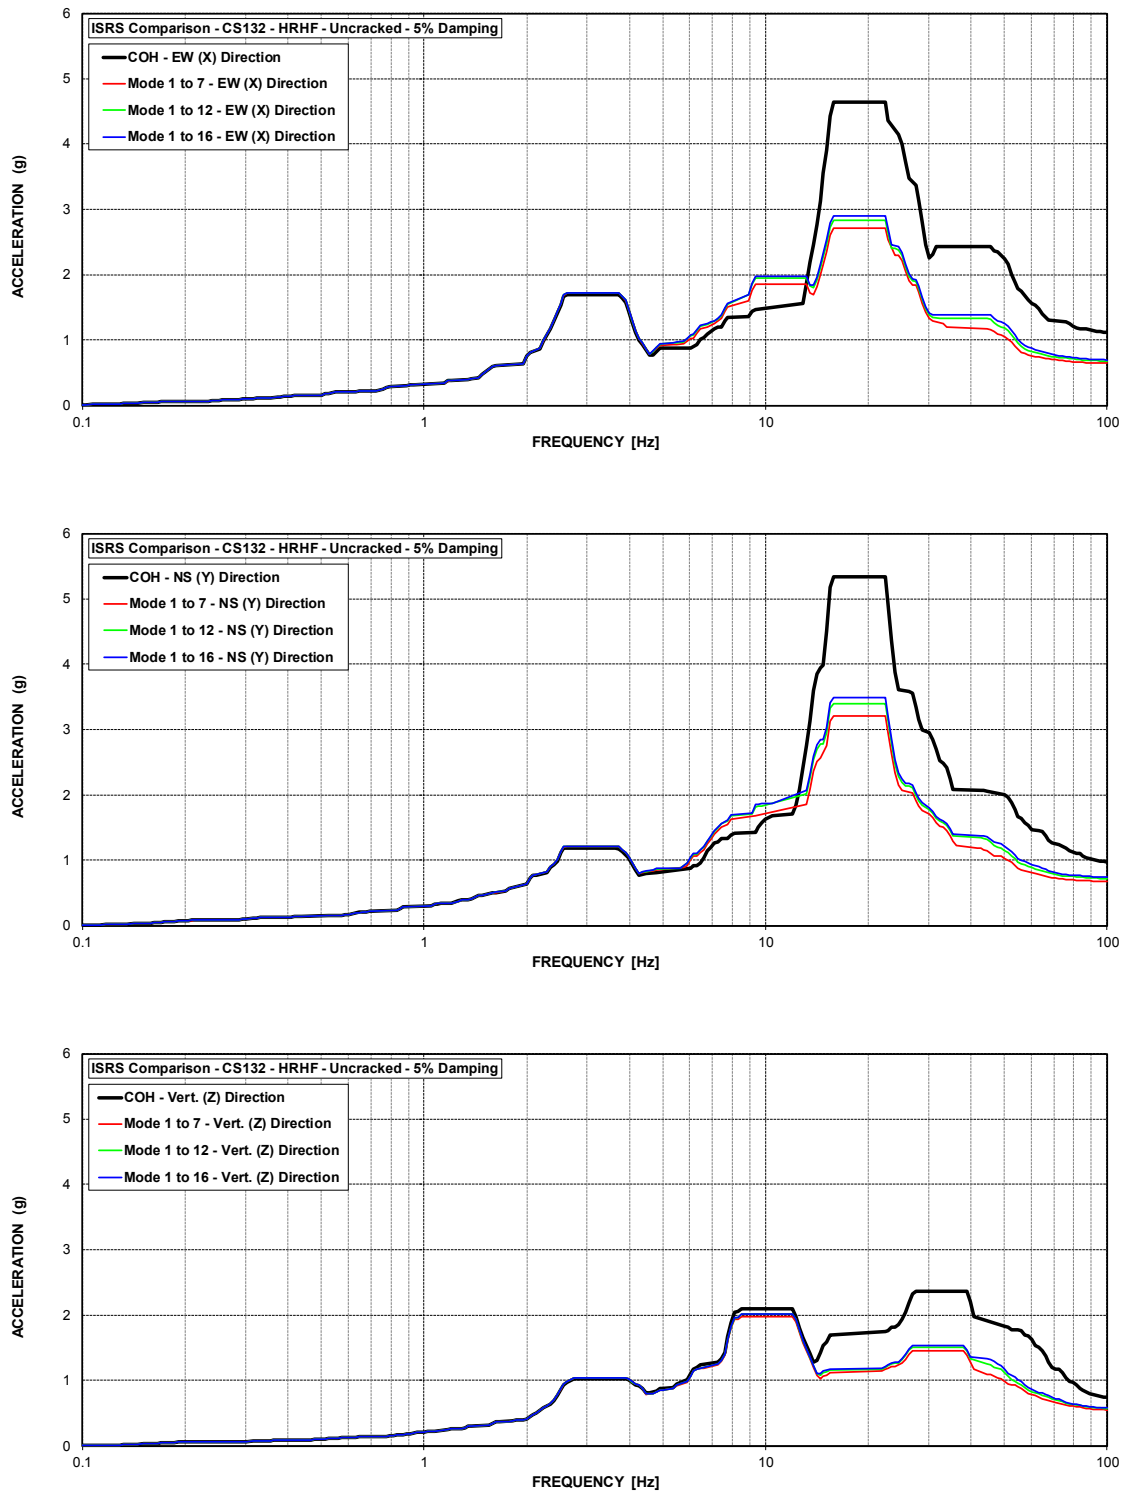 ISRS Comparison - CS132 - HRHF - Uncracked - 5% Damping
COH - EW (X) Direction
Mode 1 to 7 - EW (X) Direction
Mode 1 to 12 - EW (X) Direction
Mode 1 to 16 - EW (X) Direction
ACCELERATION (g)
6
5
4
3
2
1
0
0.1
1
10
100
FREQUENCY [Hz]
ISRS Comparison - CS132 - HRHF - Uncracked - 5% Damping
COH - NS (Y) Direction
Mode 1 to 7 - NS (Y) Direction
Mode 1 to 12 - NS (Y) Direction
Mode 1 to 16 - NS (Y) Direction
ACCELERATION (g)
6
5
4
3
2
1
0
0.1
1
10
100
FREQUENCY [Hz]
ISRS Comparison - CS132 - HRHF - Uncracked - 5% Damping
COH - Vert. (Z) Direction
Mode 1 to 7 - Vert. (Z) Direction
Mode 1 to 12 - Vert. (Z) Direction
Mode 1 to 16 - Vert. (Z) Direction
ACCELERATION (g)
6
5
4
3
2
1
0
0.1
1
10
100
FREQUENCY [Hz]